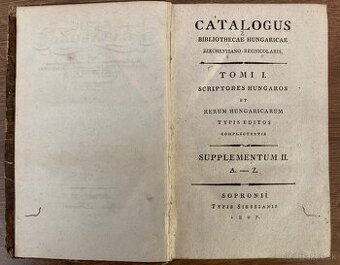 CATALOGUS
BIBLIOTHECAE HUNGARICAE
SZECHENYIANO-REGNICOLARIS,
TOMI I.
SCRIPTORES HUNGAROS
ET
RERUM HUNGARICARUM
TYPIS EDITOS
COMPLECTENTIS
SUPPLEMENTUM II.
A. — Z.
SOPRONII
TYPIS SIESSIANIS
1807.